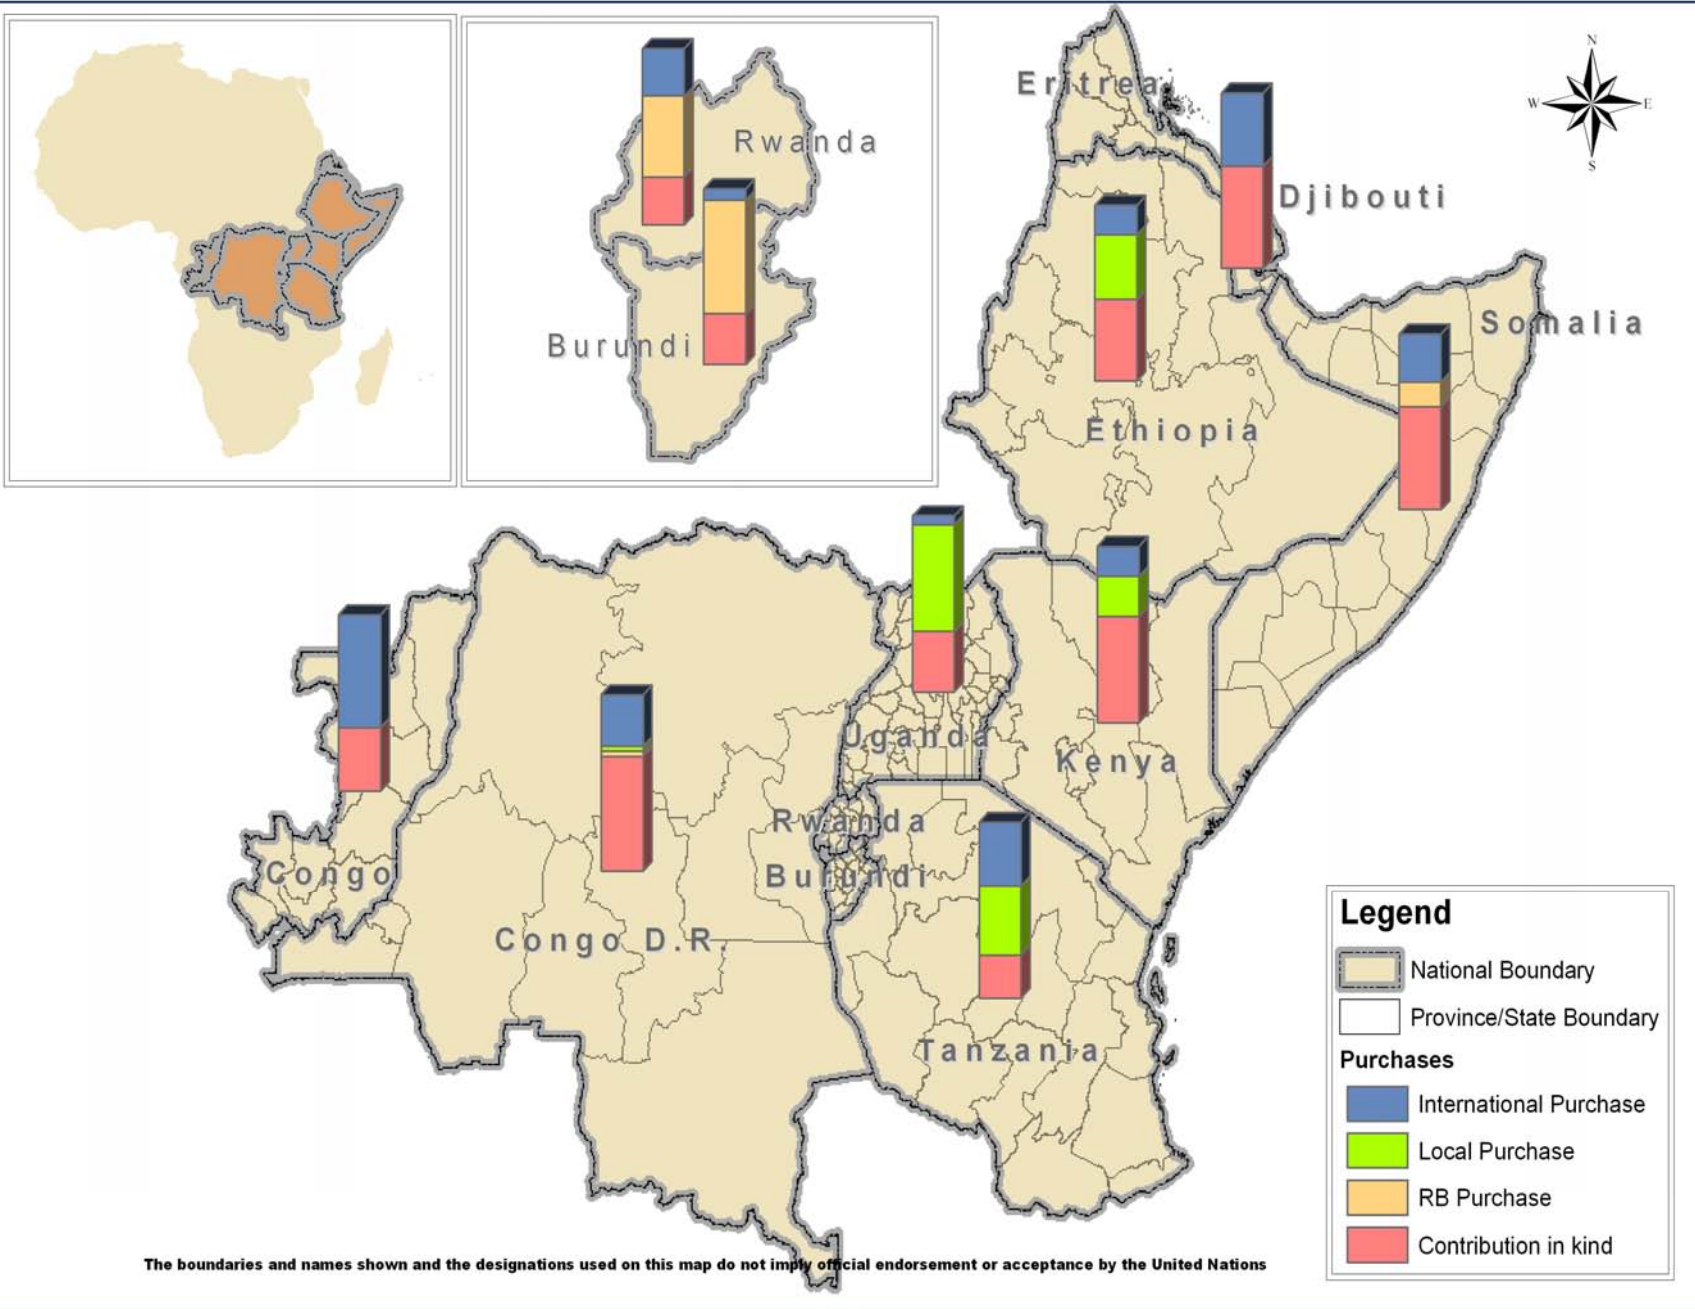 N
W
E
S
Eritrea
Rwanda
Djibouti
Somalia
Burundi
Ethiopia
Uganda
Kenya
Rwanda
Burundi
Congo
Congo D.R.
Tanzania
Legend
National Boundary
Province/State Boundary
Purchases
International Purchase
Local Purchase
RB Purchase
Contribution in kind
The boundaries and names shown and the designations used on this map do not imply official endorsement or acceptance by the United Nations